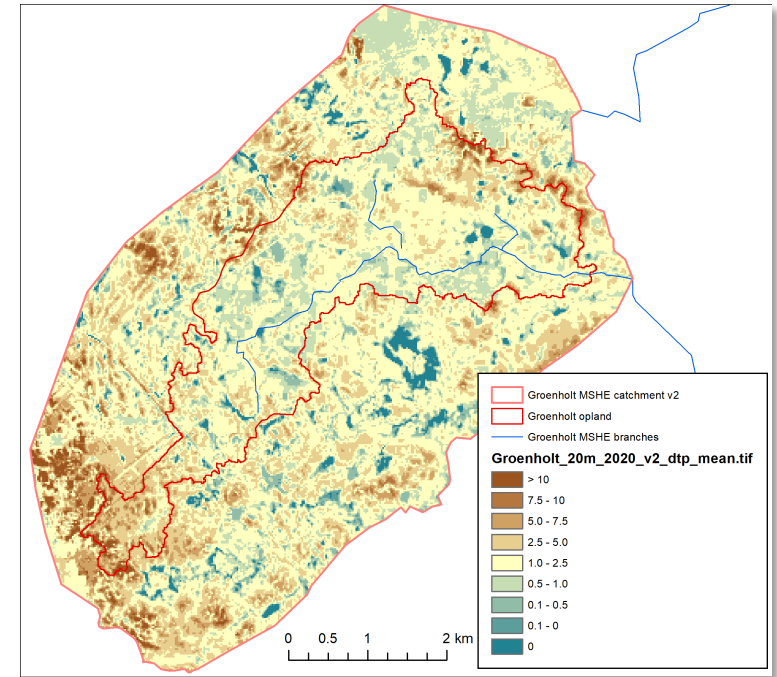 Groenholt MSHE catchment v2
Groenholt opland
Groenholt MSHE branches
Groenholt_20m_2020_v2_dtp_mean.tif
> 10
7.5 - 10
5.0 - 7.5
2.5 - 5.0
1.0 - 2.5
0.5 - 1.0
0.1 - 0.5
0.1 - 0
0
0 0.5 1 2 km